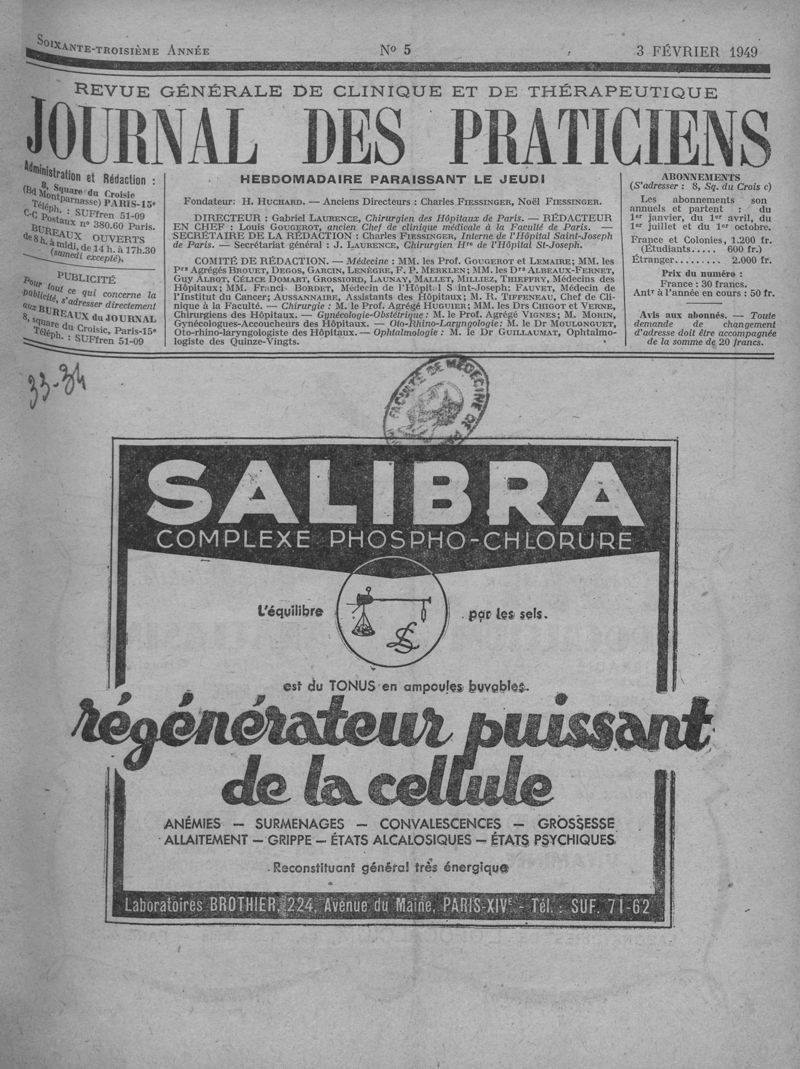 SOIXANTE-TROISIÈME ANNÉE
N° 5
3 FÉVRIER 1949
REVUE GÉNÉRALE DE CLINIQUE ET DE THÉRAPEUTIQUE
JOURNAL DES PRATICIENS
Administration et Rédaction :
8, Square du Croisie
(Bd Montparnasse) PARIS-15e
Téléph. : SUFfren 51-09
C-C Postaux n° 380.60 Paris.
BUREAUX OUVERTS
de 8 h. à midi, de 14 h. à 17h.30
(samedi excepté).
PUBLICITÉ
Pour tout ce qui concerne la
publicité, s'adresser directement
aux BUREAUX du JOURNAL
8, square du Croisic, Paris-15e
Téléph. : SUFfren 51-09
HEBDOMADAIRE PARAISSANT LE JEUDI
Fondateur: H. HUCHARD. — Anciens Directeurs : Charles FIESSINGER, Noël FIESSINGER.
DIRECTEUR : Gabriel LAURENCE, Chirurgien des Hôpitaux de Paris. — RÉDACTEUR
EN CHEF : Louis GOUGEROT, ancien Chef de clinique médicale à la Faculté de Paris. —
SECRÉTAIRE DE LA RÉDACTION : Charles FIESSINGER, Interne de l'Hôpital Saint-Joseph
de Paris. — Secrétariat général : J. LAURENCE, Chirurgien Hre de l'Hôpital St-Joseph.
COMITÉ DE RÉDACTION. — Médecine : MM. les Prof. GOUGEROT et LEMAIRE; MM. les
Prs Agrégés BROUET, DEGOS, GARCIN, LENÈGRE, F. P. MERKLEN; MM. les Drs ALBEAUX-FERNET,
GUY ALBOT, CÉLICE DOMART, GROSSIORD, LAUNAY, MALLET, MILLIEZ, THIEFFRY, Médecins des
Hôpitaux; MM. Franci BORDET, Médecin de l'Hôpital Saint-Joseph; FAUVET, Médecin de
l'Institut du Cancer; AUSSANNAIRE, Assistants des Hôpitaux; M. R. TIFFENEAU, Chef de Cli-
nique à la Faculté. — Chirurgie : M. le Prof. Agrégé HUGUIER; MM. les Drs CHIGOT et VERNE,
Chirurgiens des Hôpitaux. — Gynécologie-Obstétrique : M. le Prof. Agrégé VIGNES; M. MORIN,
Gynécologues-Accoucheurs des Hôpitaux. — Oto-Rhino-Laryngologie : M. le Dr MOULONGUET,
Oto-rhino-laryngologiste des Hôpitaux. — Ophtalmologie : M. le Dr GUILLAUMAT, Ophtalmo-
logiste des Quinze-Vingts.
ABONNEMENTS
(S'adresser : 8, Sq. du Crois c)
Les abonnements son
annuels et partent : du
1er janvier, du 1er avril, du
1er juillet et du 1er octobre.
France et Colonies, 1.200 fr.
(Étudiants..... 600 fr.)
Étranger......... 2.000 fr.
Prix du numéro :
France : 30 francs.
Antr à l'année en cours : 50 fr.
Avis aux abonnés. — Toute
demande de changement
d'adresse doit être accompagnée
de la somme de 20 francs.
33-34
FACULTÉ DE MÉDECINE DE
SALIBRA
COMPLEXE PHOSPHO-CHLORURE
L'équilibre
par les sels.
est du TONUS en ampoules buvables.
régénérateur puissant
de la cellule
ANÉMIES — SURMENAGES — CONVALESCENCES — GROSSESSE
ALLAITEMENT — GRIPPE — ÉTATS ALCALOSIQUES — ÉTATS PSYCHIQUES
Reconstituant général très énergique
Laboratoires BROTHIER, 224, Avenue du Maine, PARIS-XIVe - Tél. : SUF. 71-62